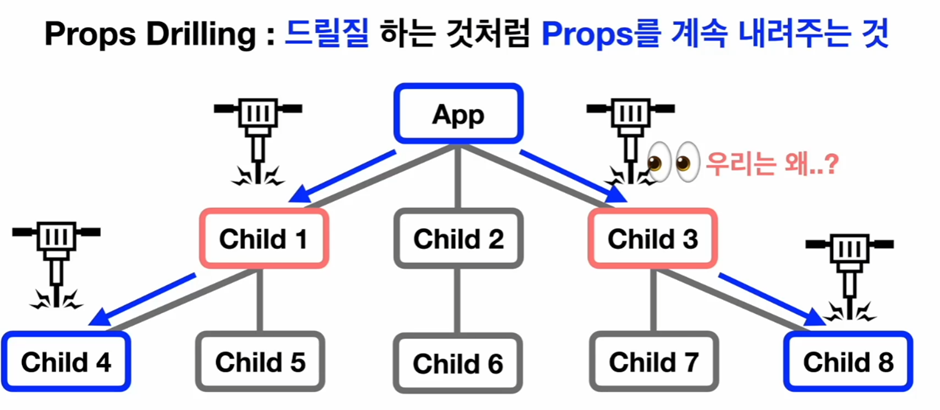 Props Drilling : 드릴질 하는 것처럼 Props를 계속 내려주는 것
App
우리는 왜..?
Child 1
Child 2
Child 3
Child 4
Child 5
Child 6
Child 7
Child 8